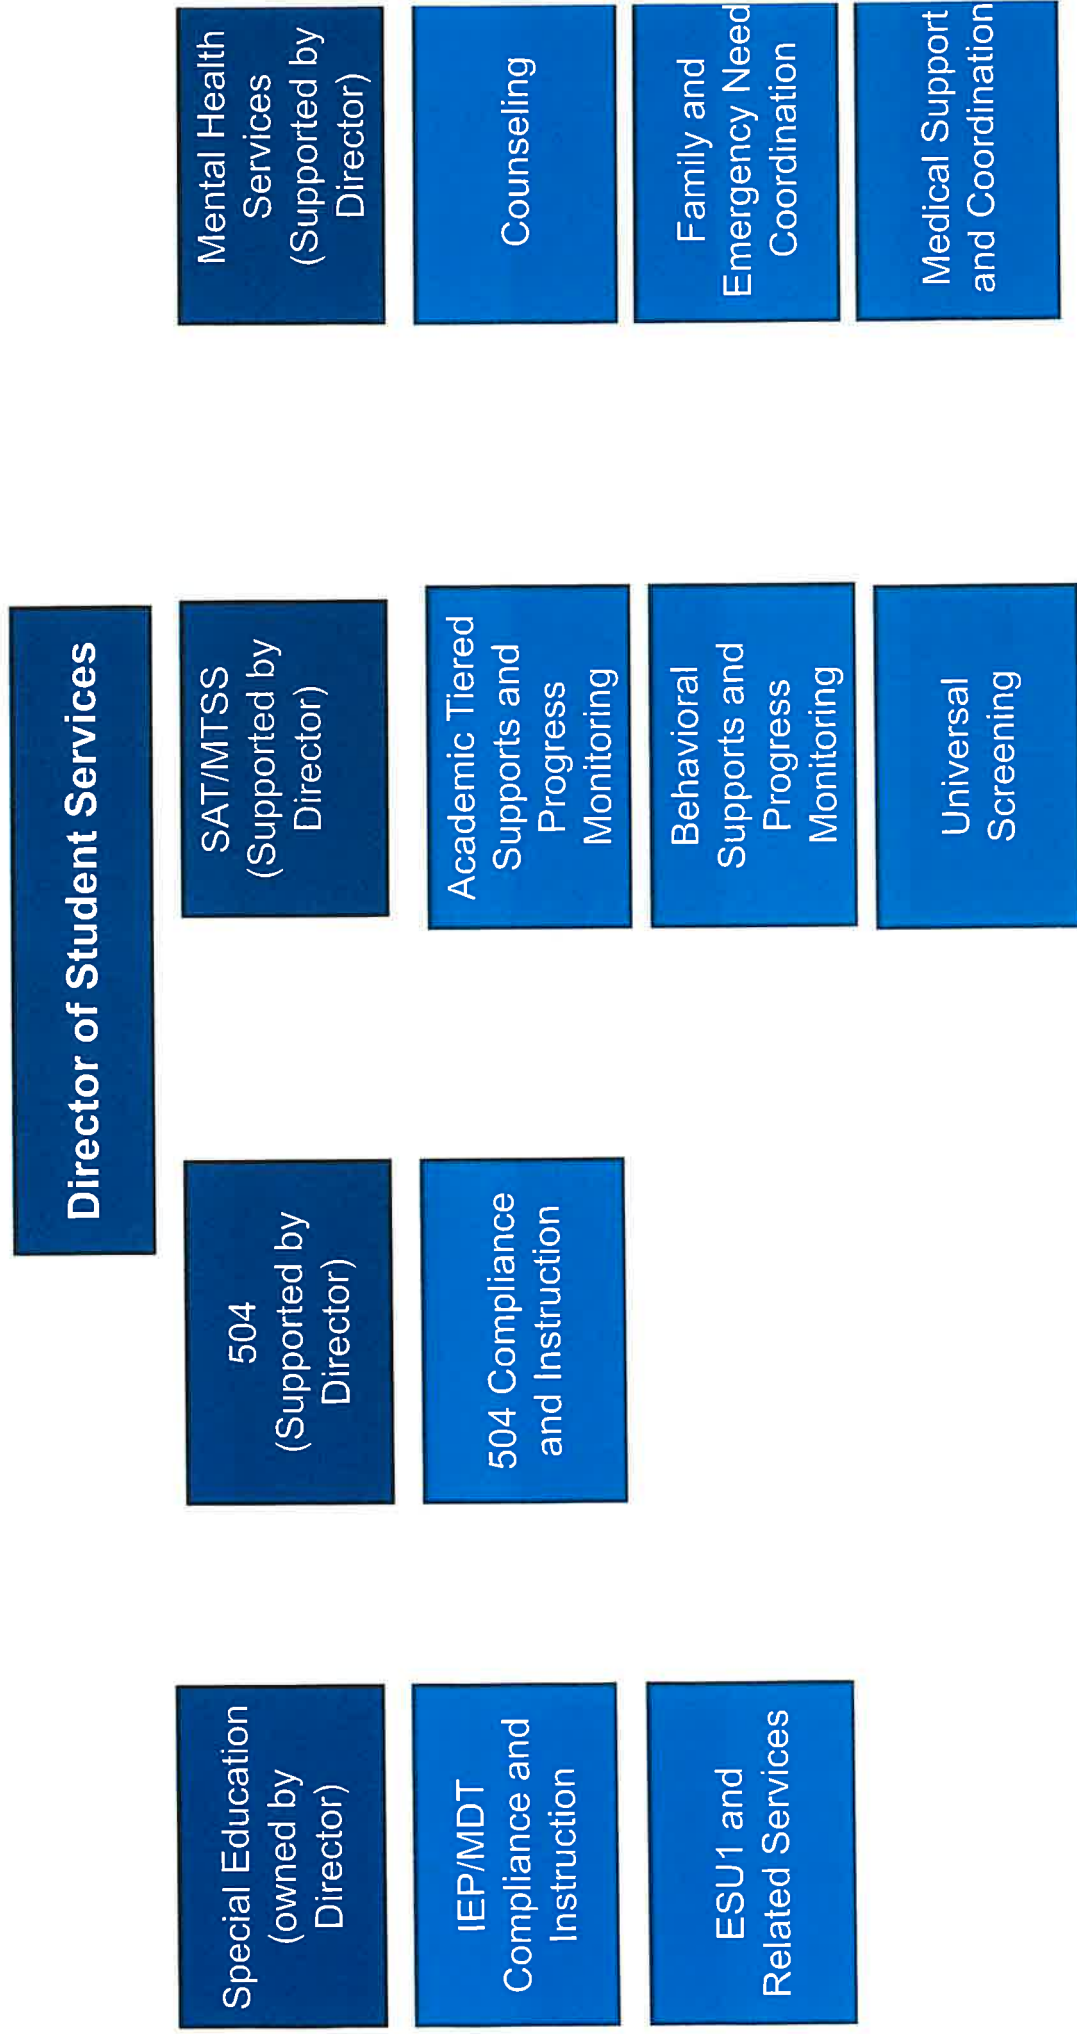 Director of Student Services
Special Education
(owned by
Director)
IEP/MDT
Compliance and
Instruction
ESU1 and
Related Services
504
(Supported by
Director)
504 Compliance
and Instruction
SAT/MTSS
(Supported by
Director)
Academic Tiered
Supports and
Progress
Monitoring
Behavioral
Supports and
Progress
Monitoring
Universal
Screening
Mental Health
Services
(Supported by
Director)
Counseling
Family and
Emergency Need
Coordination
Medical Support
and Coordination